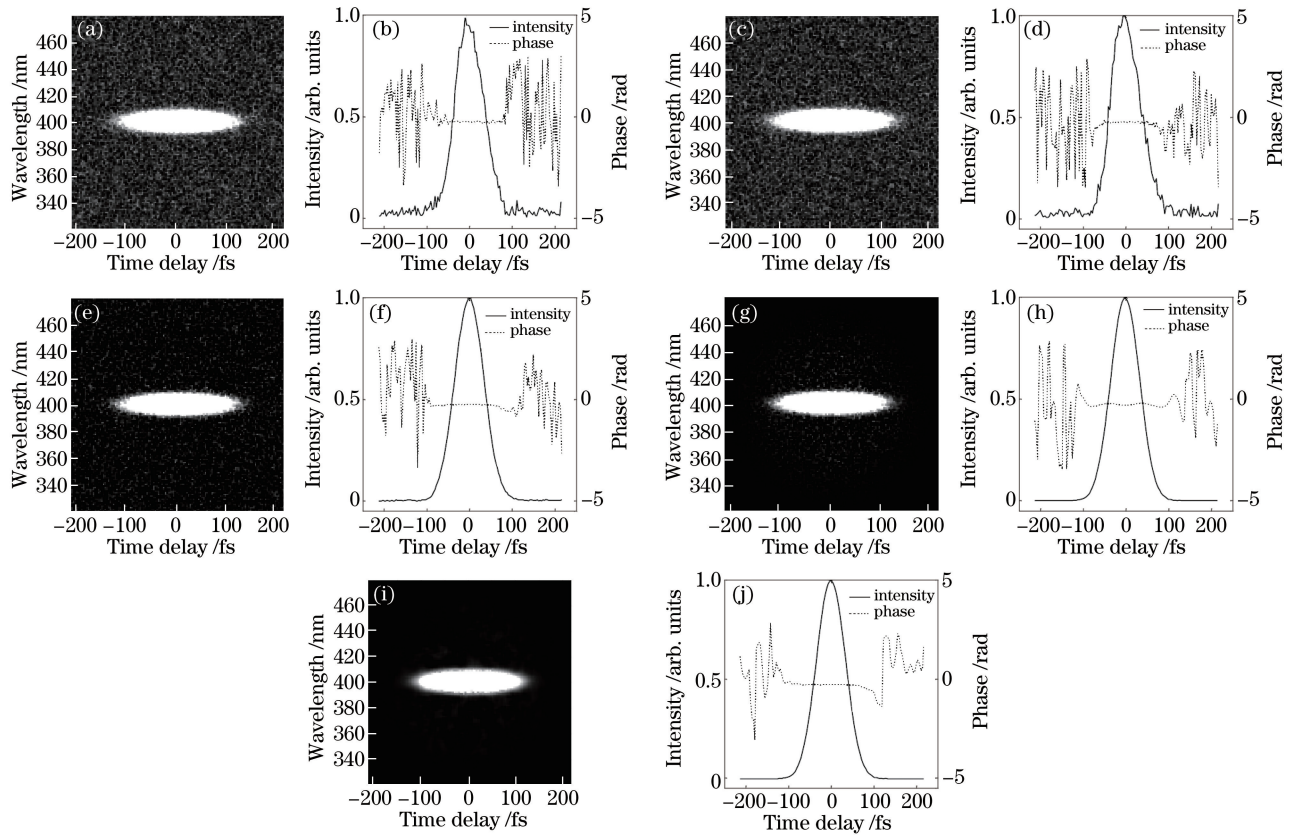 (a)
460
440
420
400
380
360
340
Wavelength /nm
−200 −100 0 100 200
Time delay /fs
(b)
1.0
0.5
0
Intensity /arb. units
intensity
phase
5
0
−5
Phase /rad
−200 −100 0 100 200
Time delay /fs
(c)
460
440
420
400
380
360
340
Wavelength /nm
−200 −100 0 100 200
Time delay /fs
(d)
1.0
0.5
0
Intensity /arb. units
intensity
phase
5
0
−5
Phase /rad
−200 −100 0 100 200
Time delay /fs
(e)
460
440
420
400
380
360
340
Wavelength /nm
−200 −100 0 100 200
Time delay /fs
(f)
1.0
0.5
0
Intensity /arb. units
intensity
phase
5
0
−5
Phase /rad
−200 −100 0 100 200
Time delay /fs
(g)
460
440
420
400
380
360
340
Wavelength /nm
−200 −100 0 100 200
Time delay /fs
(h)
1.0
0.5
0
Intensity /arb. units
intensity
phase
5
0
−5
Phase /rad
−200 −100 0 100 200
Time delay /fs
(i)
460
440
420
400
380
360
340
Wavelength /nm
−200 −100 0 100 200
Time delay /fs
(j)
1.0
0.5
0
Intensity /arb. units
intensity
phase
5
0
−5
Phase /rad
−200 −100 0 100 200
Time delay /fs